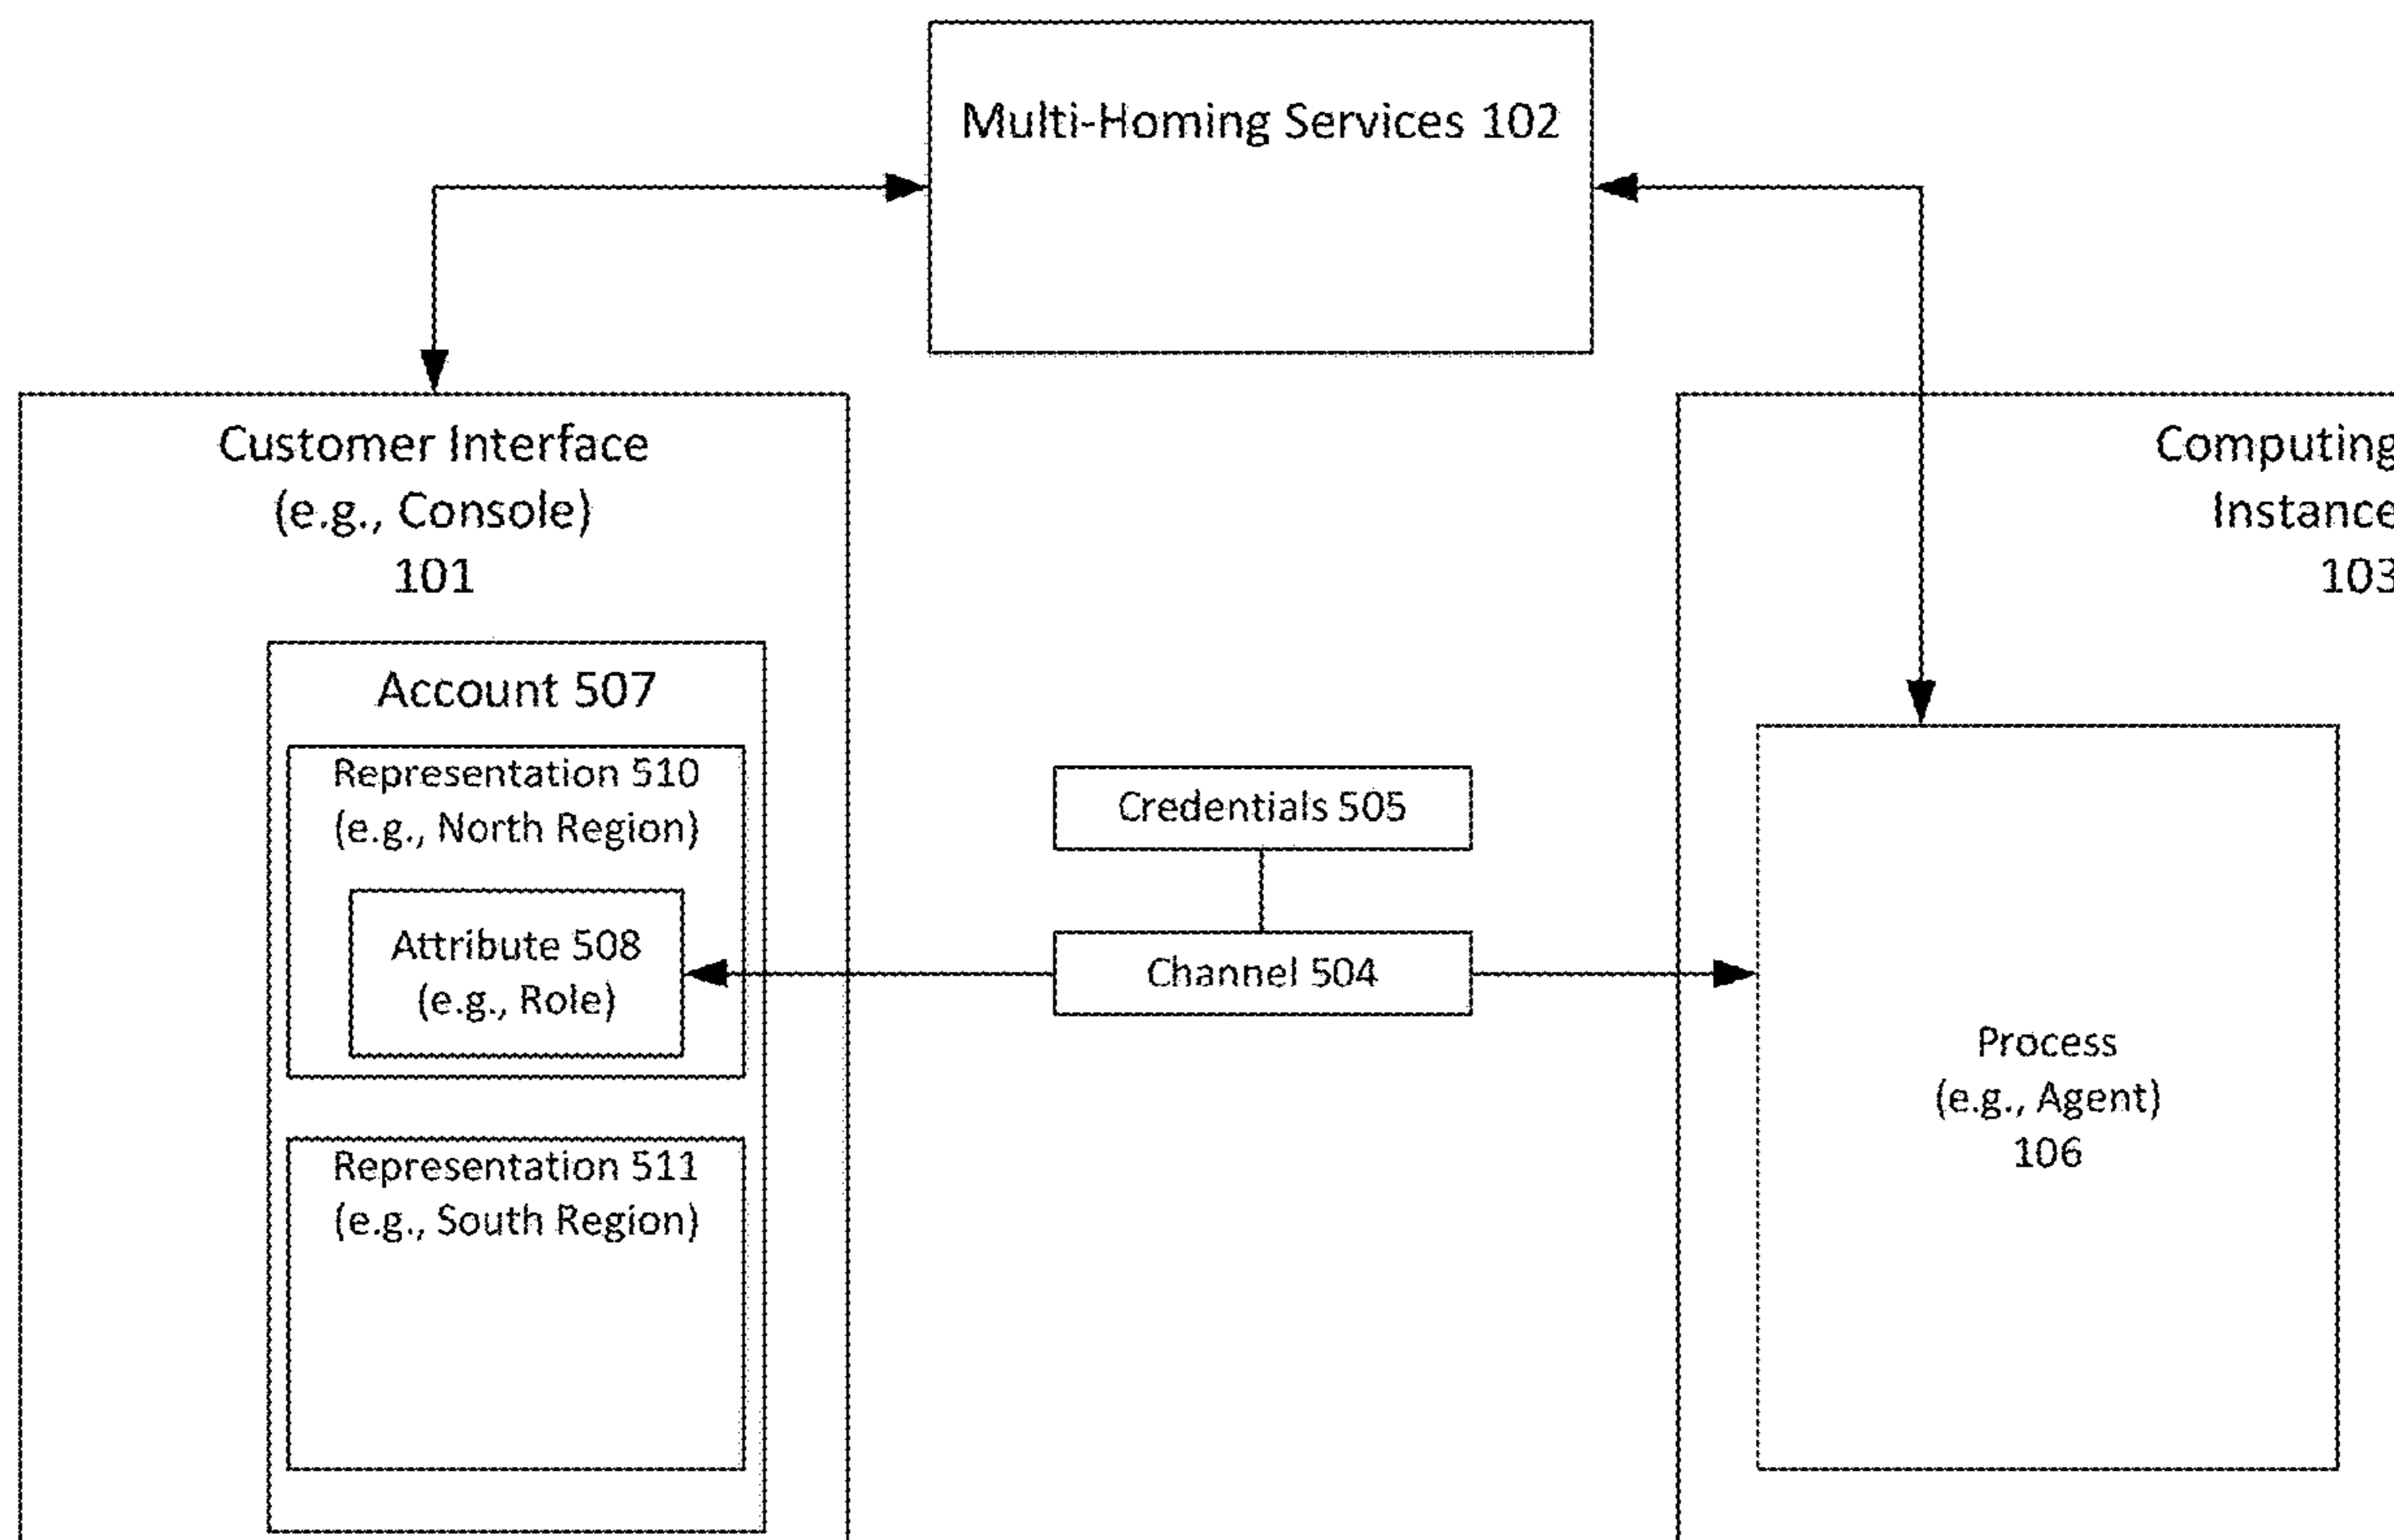 Multi-Homing Services 102
Customer Interface
(e.g., Console)
101
Computing
Instance
103
Account 507
Representation 510
(e.g., North Region)
Attribute 508
(e.g., Role)
Representation 511
(e.g., South Region)
Credentials 505
Channel 504
Process
(e.g., Agent)
106